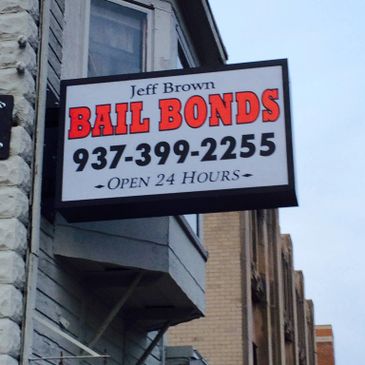 Jeff Brown
BAIL BONDS
937-399-2255
OPEN 24 HOURS